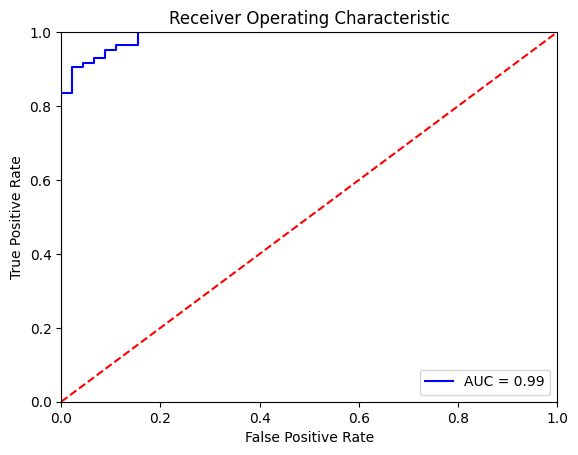 Receiver Operating Characteristic
True Positive Rate
1.0
0.8
0.6
0.4
0.2
0.0
0.0 0.2 0.4 0.6 0.8 1.0
False Positive Rate
AUC = 0.99